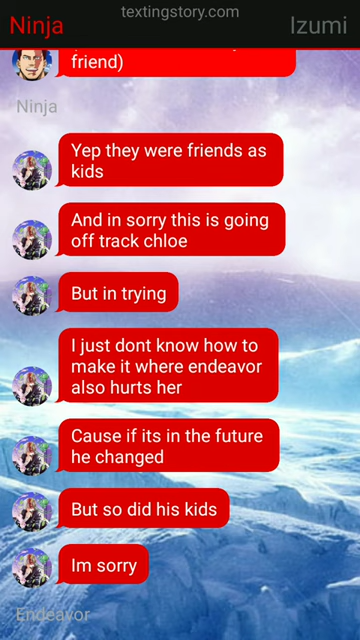 textingstory.com
Ninja Izumi
friend)
Ninja
Yep they were friends as
kids
And in sorry this is going
off track chloe
But in trying
I just dont know how to
make it where endeavor
also hurts her
Cause if its in the future
he changed
But so did his kids
Im sorry
Endeavor